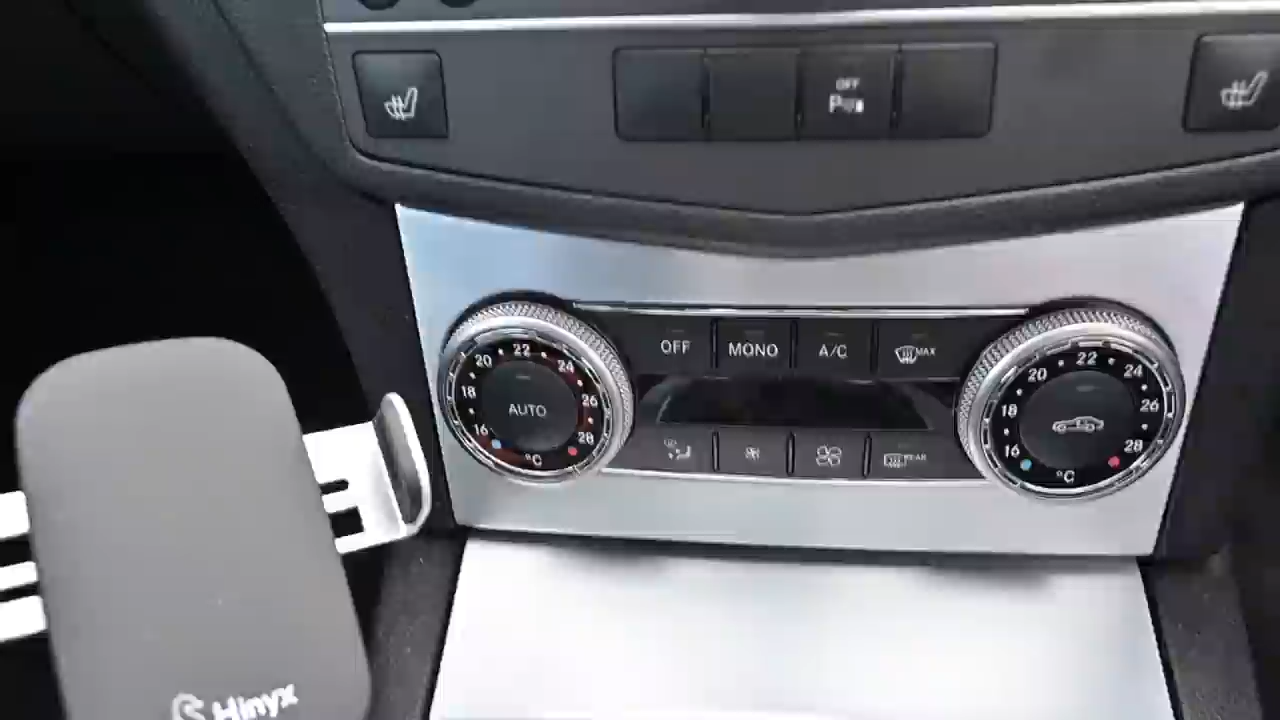 OFF
P
OFF
MONO
A/C
MAX
20 22 24
18 26
16 28
AUTO
°C
REAR
20 22 24
18 26
16 28
°C
Hinyx